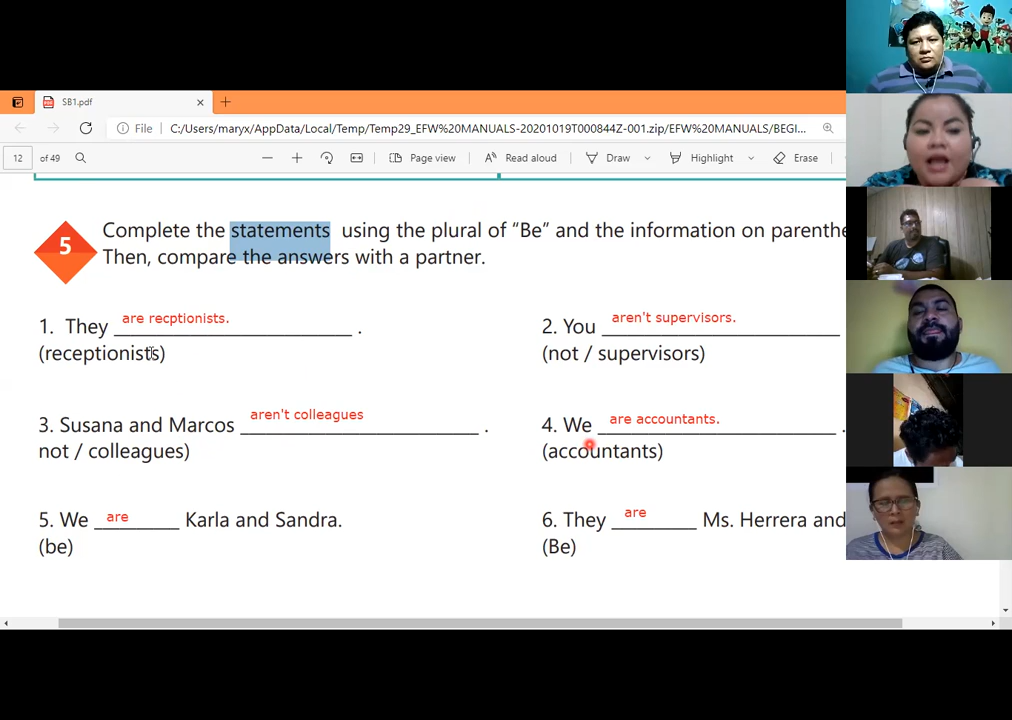 SB1.pdf
File C:/Users/maryx/AppData/Local/Temp/Temp29_EFW%20MANUALS-20201019T000844Z-001.zip/EFW%20MANUALS/BEGI...
12 of 49 Page view Read aloud Draw Highlight Erase
5
Complete the statements using the plural of “Be” and the information on parenthe
Then, compare the answers with a partner.
1. They are recptionists. .
(receptionists)
2. You aren't supervisors.
(not / supervisors)
3. Susana and Marcos aren't colleagues .
not / colleagues)
4. We are accountants. .
(accountants)
5. We are Karla and Sandra.
(be)
6. They are Ms. Herrera and
(Be)